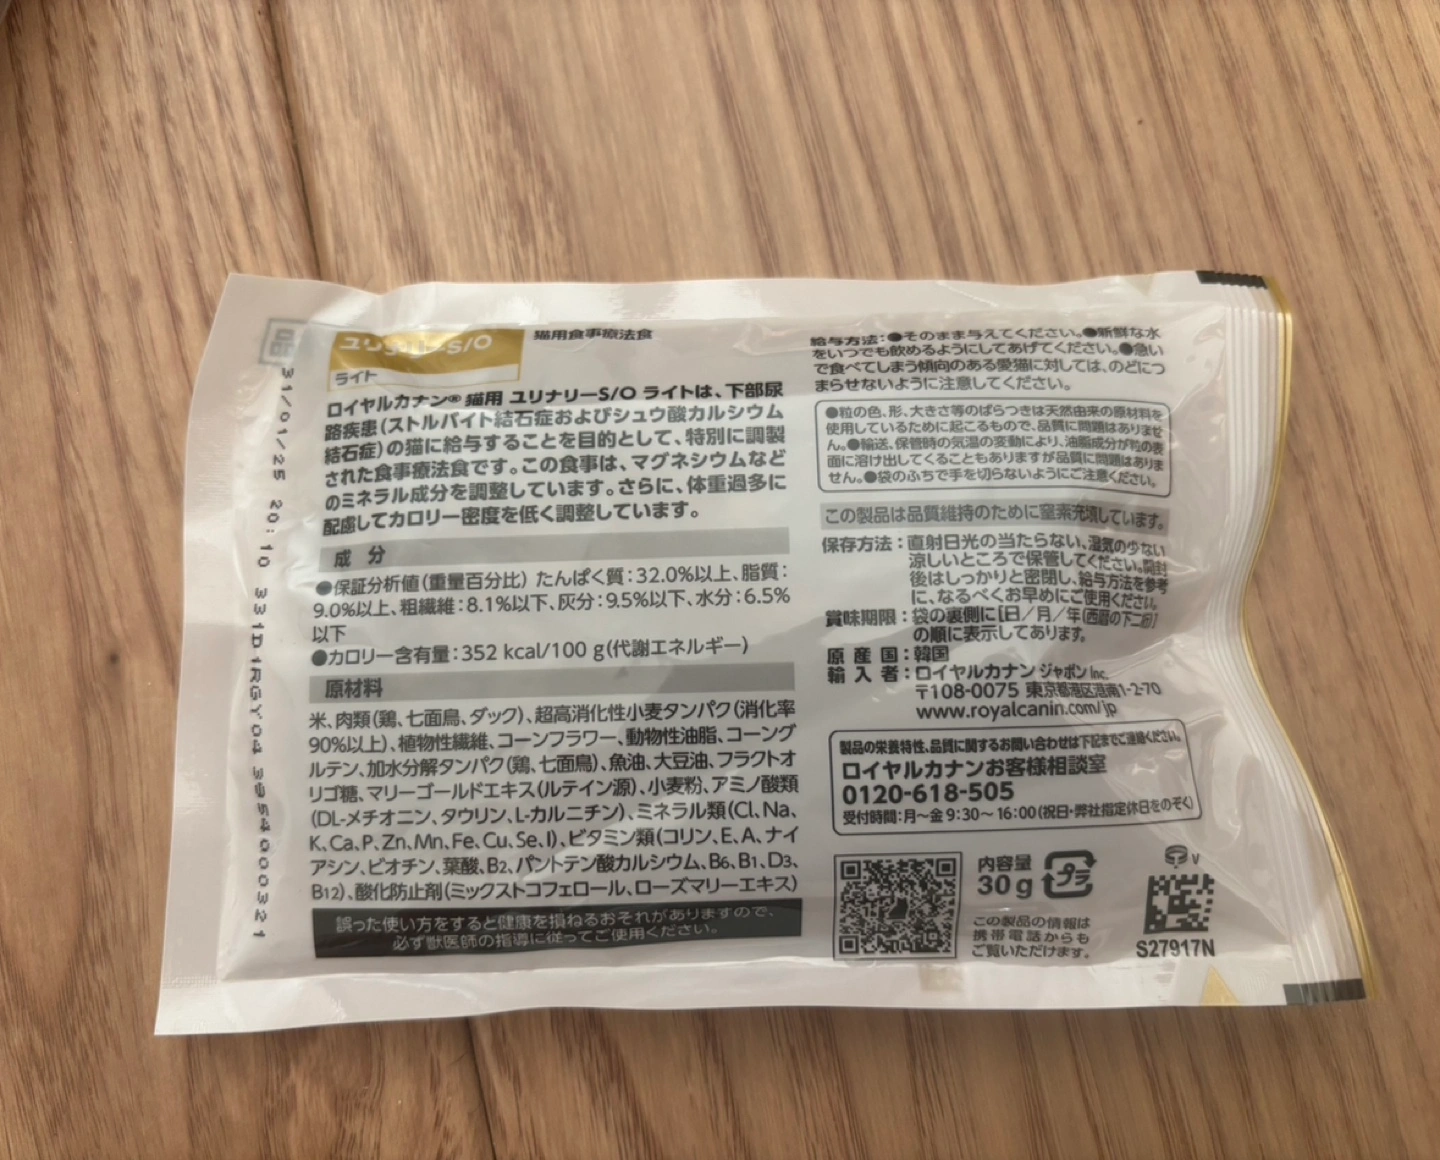 品
31/01/25 20:10 331D 1RGY04
ユリナリーS/O
ライト
猫用食事療法食
ロイヤルカナン® 猫用 ユリナリーS/O ライトは、下部尿
路疾患(ストルバイト結石症およびシュウ酸カルシウム
結石症)の猫に給与することを目的として、特別に調製
された食事療法食です。この食事は、マグネシウムなど
のミネラル成分を調整しています。さらに、体重過多に
配慮してカロリー密度を低く調整しています。
成 分
●保証分析値(重量百分比) たんぱく質:32.0%以上、脂質:
9.0%以上、粗繊維:8.1%以下、灰分:9.5%以下、水分:6.5%
以下
●カロリー含有量:352 kcal/100 g(代謝エネルギー)
原材料
米、肉類(鶏、七面鳥、ダック)、超高消化性小麦タンパク(消化率
90%以上)、植物性繊維、コーンフラワー、動物性油脂、コーング
ルテン、加水分解タンパク(鶏、七面鳥)、魚油、大豆油、フラクトオ
リゴ糖、マリーゴールドエキス(ルテイン源)、小麦粉、アミノ酸類
(DL-メチオニン、タウリン、L-カルニチン)、ミネラル類(Cl、Na、
K、Ca、P、Zn、Mn、Fe、Cu、Se、I)、ビタミン類(コリン、E、A、ナイ
アシン、ビオチン、葉酸、B2、パントテン酸カルシウム、B6、B1、D3、
B12)、酸化防止剤(ミックストコフェロール、ローズマリーエキス)
誤った使い方をすると健康を損ねるおそれがありますので、
必ず獣医師の指導に従ってご使用ください。
給与方法:●そのまま与えてください。●新鮮な水
をいつでも飲めるようにしてあげてください。●急い
で食べてしまう傾向のある愛猫に対しては、のどにつ
まらせないように注意してください。
●粒の色、形、大きさ等のばらつきは天然由来の原材料を
使用しているために起こるもので、品質に問題はありませ
ん。●輸送、保管時の気温の変動により、油脂成分が粒の表
面に溶け出してくることもありますが品質に問題はありま
せん。●袋のふちで手を切らないようにご注意ください。
この製品は品質維持のために窒素充填しています。
保存方法:直射日光の当たらない、湿気の少ない
涼しいところで保管してください。開封
後はしっかりと密閉し、給与方法を参考
に、なるべくお早めにご使用ください。
賞味期限:袋の裏側に[日/月/年(西暦の下二桁)]
の順に表示してあります。
原 産 国:韓国
輸 入 者:ロイヤルカナン ジャポン Inc.
〒108-0075 東京都港区港南1-2-70
www.royalcanin.com/jp
製品の栄養特性、品質に関するお問い合わせは下記までご連絡ください。
ロイヤルカナンお客様相談室
0120-618-505
受付時間:月～金 9:30～16:00(祝日・弊社指定休日をのぞく)
内容量
30 g
プラ
この製品の情報は
携帯電話からも
ご覧いただけます。
V
S27917N